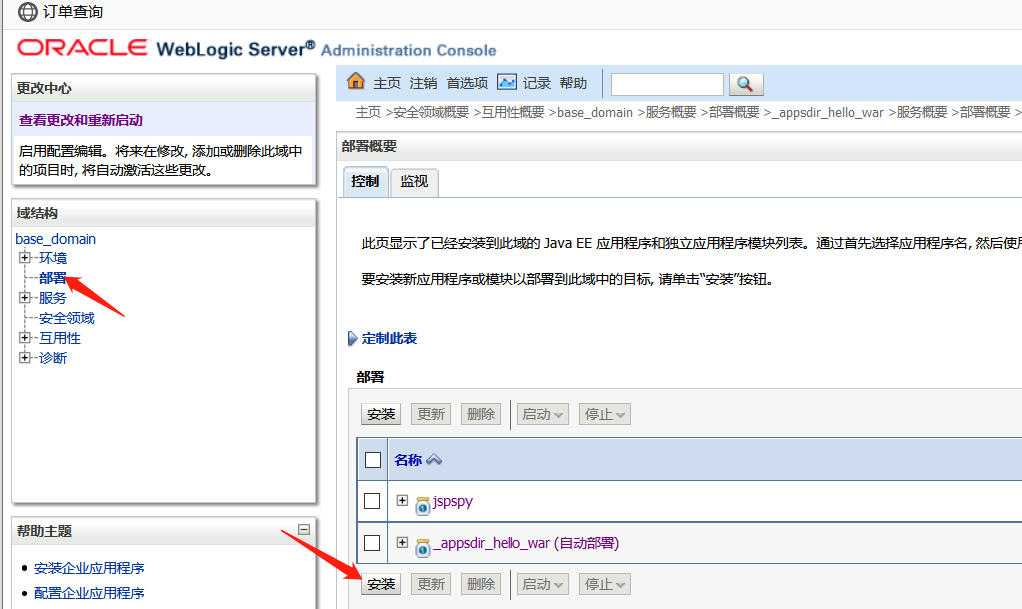 订单查询
ORACLE WebLogic Server® Administration Console
更改中心
查看更改和重新启动
启用配置编辑。将来在修改, 添加或删除此域中
的项目时, 将自动激活这些更改。
域结构
base_domain
环境
部署
服务
安全领域
互用性
诊断
帮助主题
安装企业应用程序
配置企业应用程序
主页 注销 首选项 记录 帮助
主页 >安全领域概要 >互用性概要 >base_domain >服务概要 >部署概要 >_appsdir_hello_war >服务概要 >部署概要 >
部署概要
控制 监视
此页显示了已经安装到此域的 Java EE 应用程序和独立应用程序模块列表。通过首先选择应用程序名, 然后使用
要安装新应用程序或模块以部署到此域中的目标, 请单击“安装”按钮。
定制此表
部署
安装 更新 删除 启动 停止
名称
jspspy
_appsdir_hello_war (自动部署)
安装 更新 删除 启动 停止